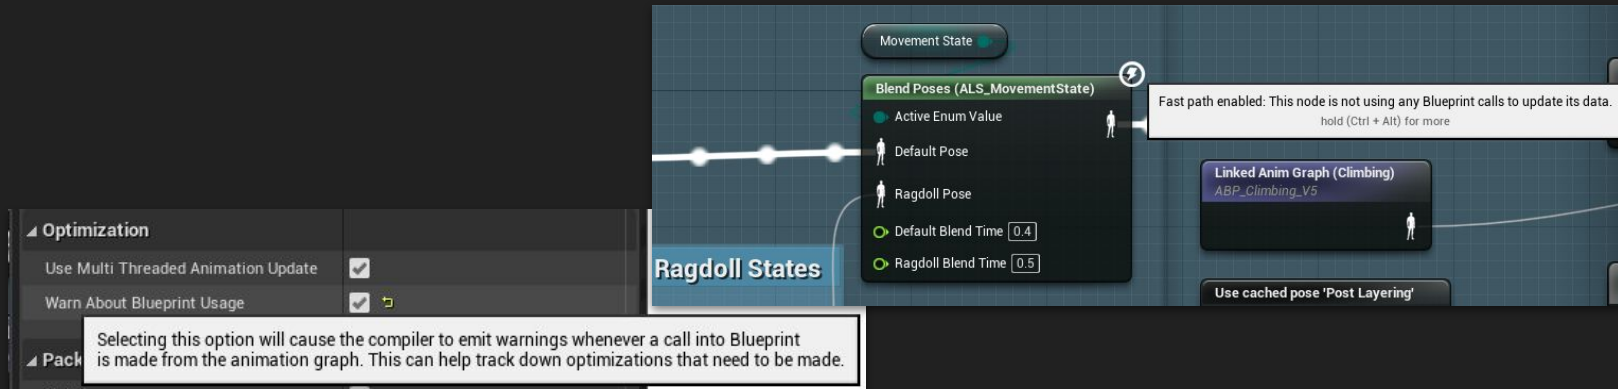 Movement State
Blend Poses (ALS_MovementState)
Active Enum Value
Default Pose
Ragdoll Pose
Default Blend Time 0.4
Ragdoll Blend Time 0.5
Fast path enabled: This node is not using any Blueprint calls to update its data.
hold (Ctrl + Alt) for more
Linked Anim Graph (Climbing)
ABP_Climbing_V5
Use cached pose 'Post Layering'
Ragdoll States
Optimization
Use Multi Threaded Animation Update
Warn About Blueprint Usage
Selecting this option will cause the compiler to emit warnings whenever a call into Blueprint
is made from the animation graph. This can help track down optimizations that need to be made.
Pack